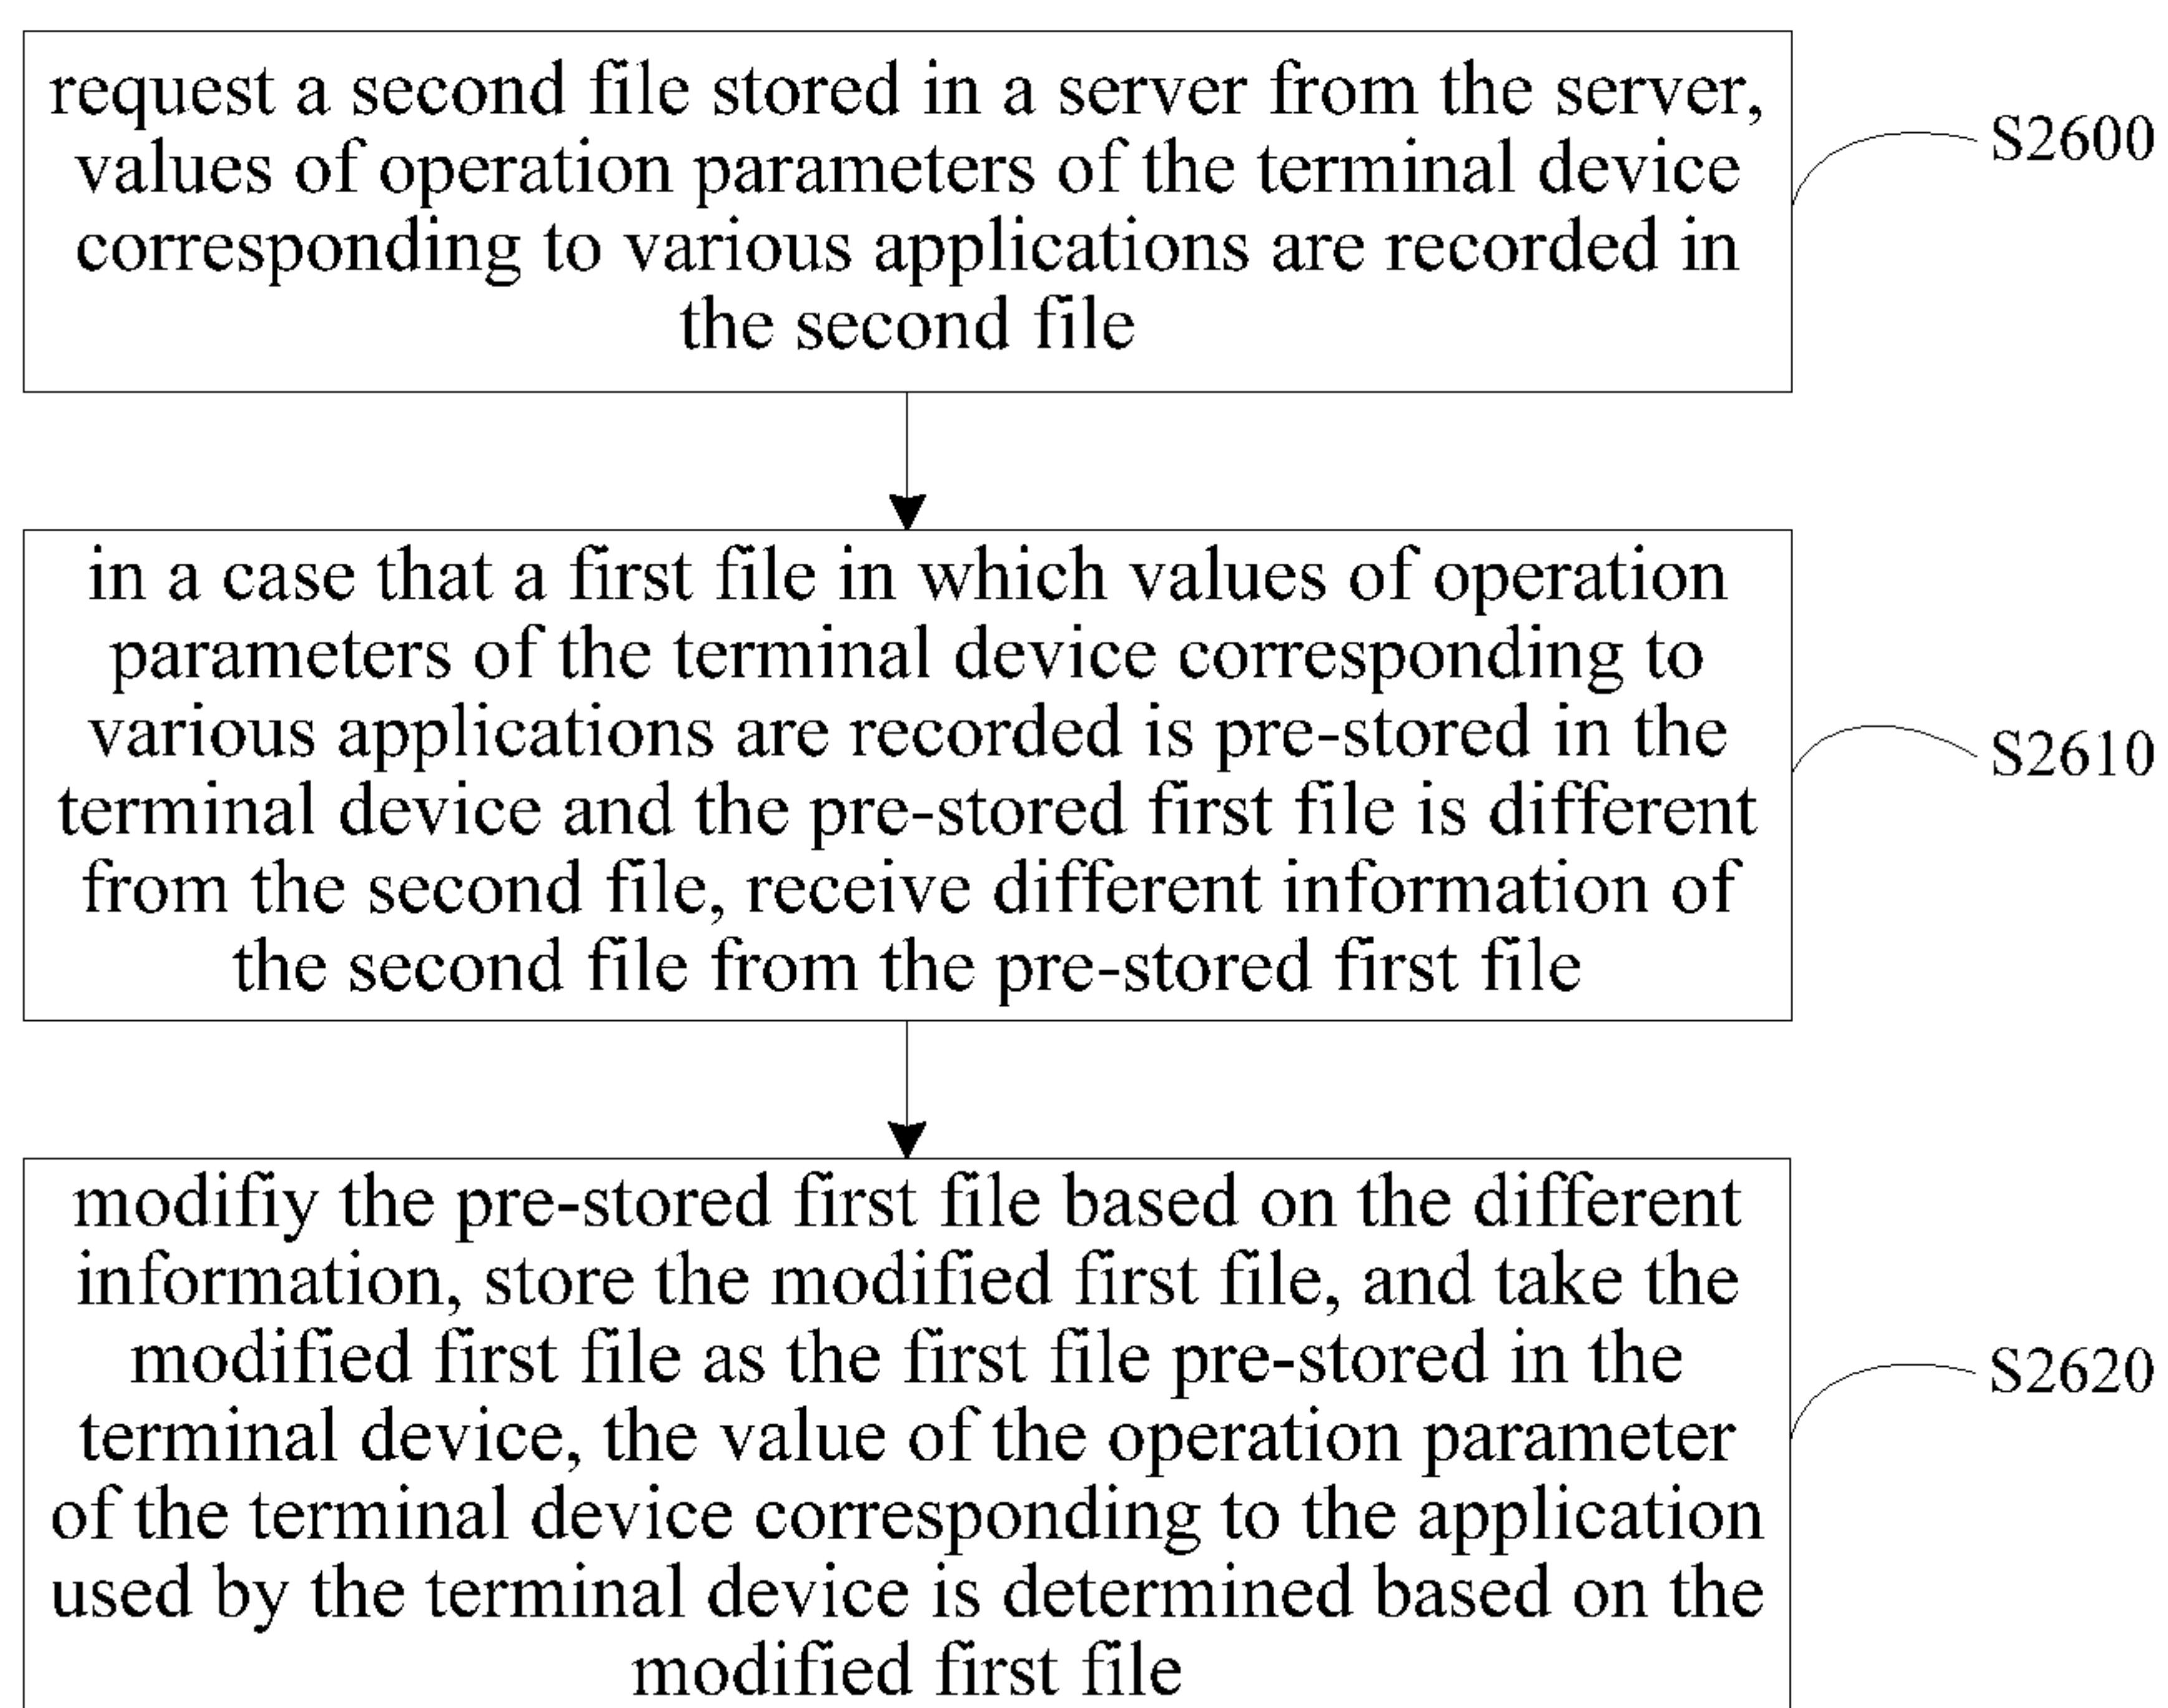 request a second file stored in a server from the server,
values of operation parameters of the terminal device
corresponding to various applications are recorded in
the second file
S2600
in a case that a first file in which values of operation
parameters of the terminal device corresponding to
various applications are recorded is pre-stored in the
terminal device and the pre-stored first file is different
from the second file, receive different information of
the second file from the pre-stored first file
S2610
modifiy the pre-stored first file based on the different
information, store the modified first file, and take the
modified first file as the first file pre-stored in the
terminal device, the value of the operation parameter
of the terminal device corresponding to the application
used by the terminal device is determined based on the
modified first file
S2620